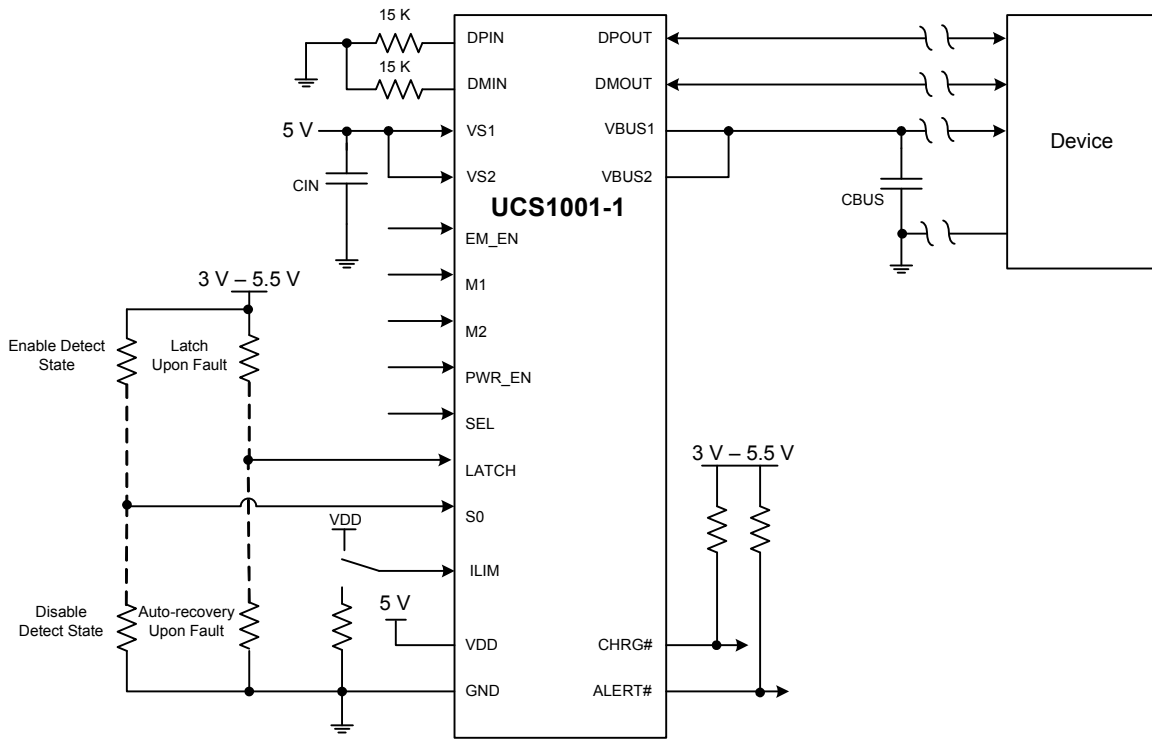 15 K
DPIN
DPOUT
15 K
DMIN
DMOUT
5 V
VS1
VBUS1
Device
CIN
VS2
VBUS2
CBUS
UCS1001-1
EM_EN
3 V – 5.5 V
M1
M2
Enable Detect
State
Latch
Upon Fault
PWR_EN
SEL
3 V – 5.5 V
LATCH
S0
VDD
ILIM
5 V
Disable
Detect State
Auto-recovery
Upon Fault
VDD
CHRG#
GND
ALERT#